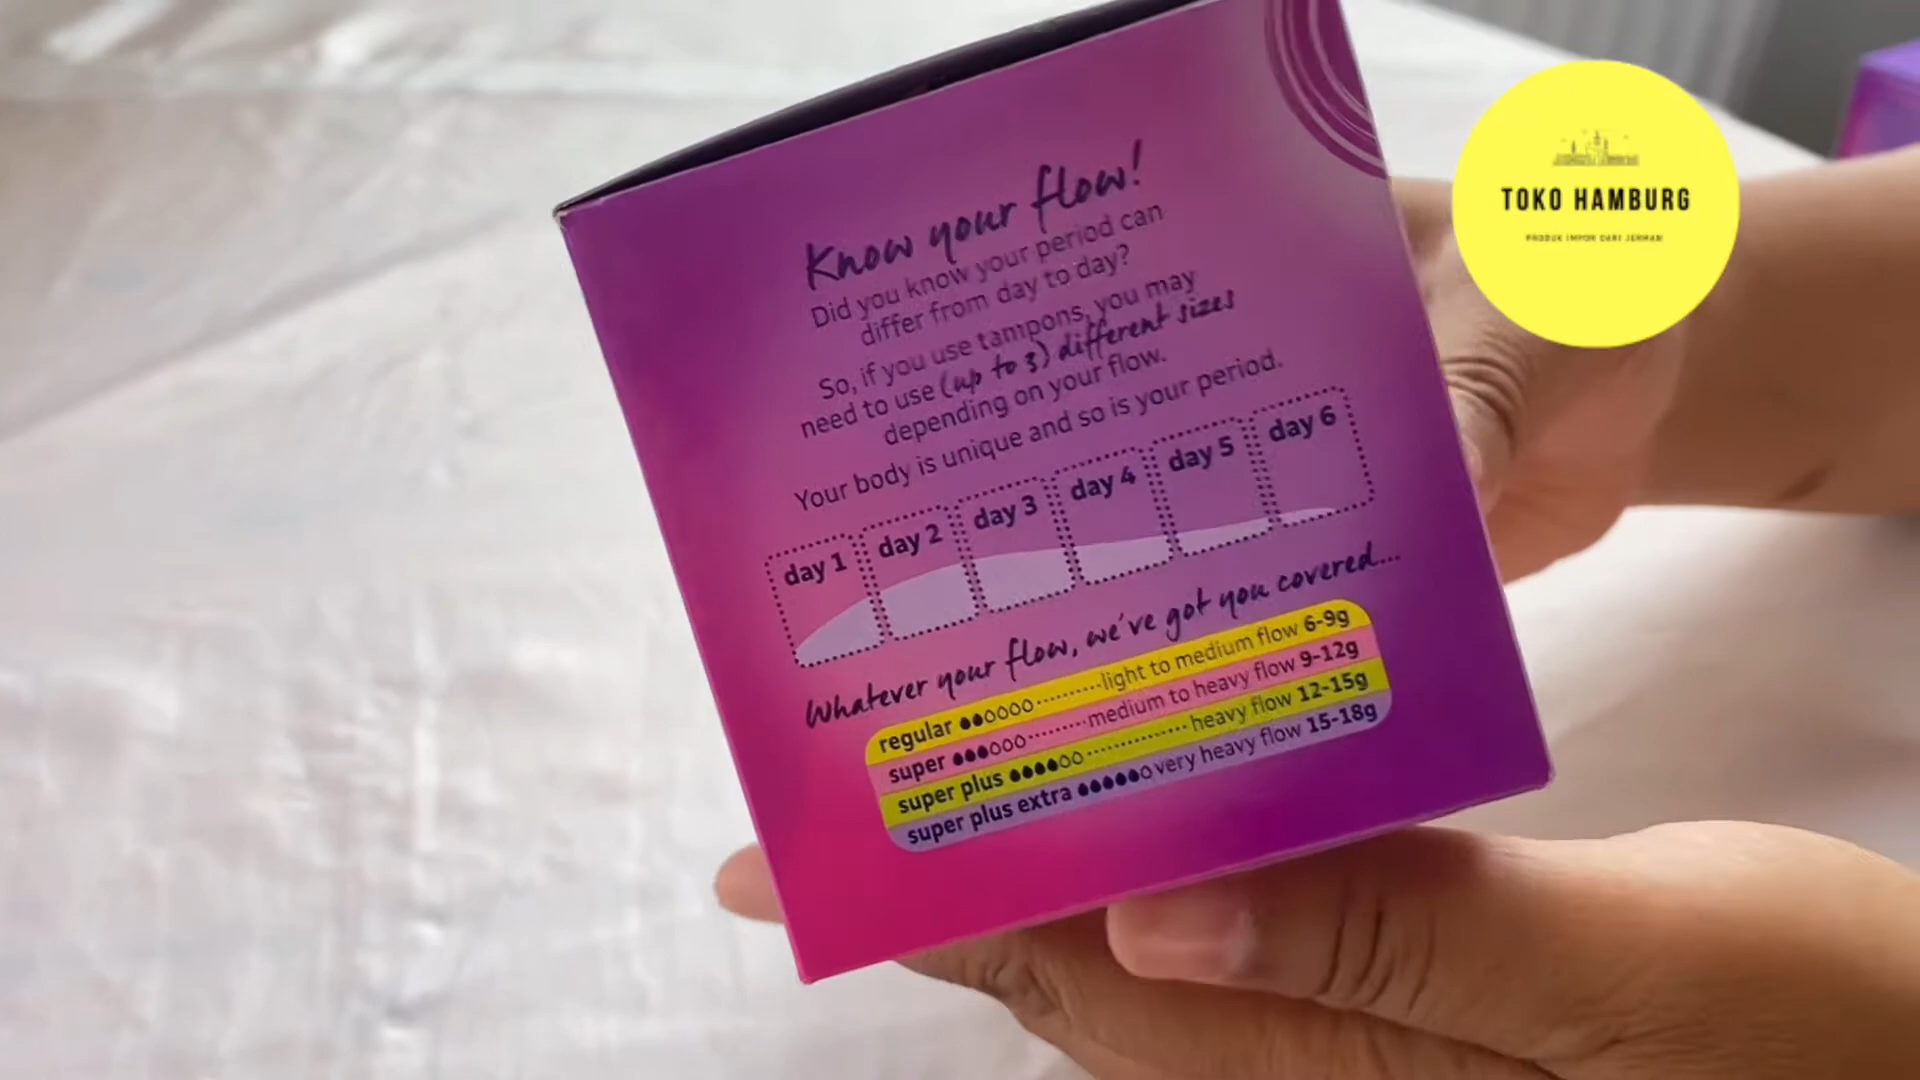 Know your flow!
Did you know your period can
differ from day to day?
So, if you use tampons, you may
need to use (up to 3) different sizes
depending on your flow.
Your body is unique and so is your period.
day 1 day 2 day 3 day 4 day 5 day 6
Whatever your flow, we've got you covered...
regular light to medium flow 6-9g
super medium to heavy flow 9-12g
super plus heavy flow 12-15g
super plus extra very heavy flow 15-18g
TOKO HAMBURG
PRODUK IMPOR DARI JERMAN